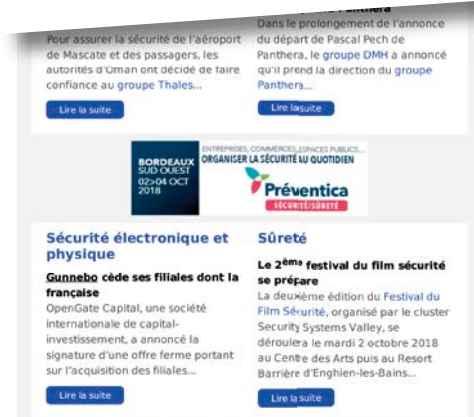 Pour assurer la sécurité de l'aéroport
de Mascate et des passagers, les
autorités d'Oman ont décidé de faire
confiance au groupe Thales...
Lire la suite
Panthera
Dans le prolongement de l'annonce
du départ de Pascal Pech de
Panthera, le groupe DMH a annoncé
qu'il prend la direction du groupe
Panthera...
Lire la suite
BORDEAUX
SUD OUEST
02>04 OCT
2018
ENTREPRISES, COMMERCES, ESPACES PUBLICS...
ORGANISER LA SÉCURITÉ AU QUOTIDIEN
Préventica
SÉCURITÉ/SÛRETÉ
Sécurité électronique et
physique
Gunnebo cède ses filiales dont la
française
OpenGate Capital, une société
internationale de capital-
investissement, a annoncé la
signature d'une offre ferme portant
sur l'acquisition des filiales...
Lire la suite
Sûreté
Le 2ème festival du film sécurité
se prépare
La deuxième édition du Festival du
Film Sécurité, organisé par le cluster
Security Systems Valley, se
déroulera le mardi 2 octobre 2018
au Centre des Arts puis au Resort
Barrière d'Enghien-les-Bains...
Lire la suite